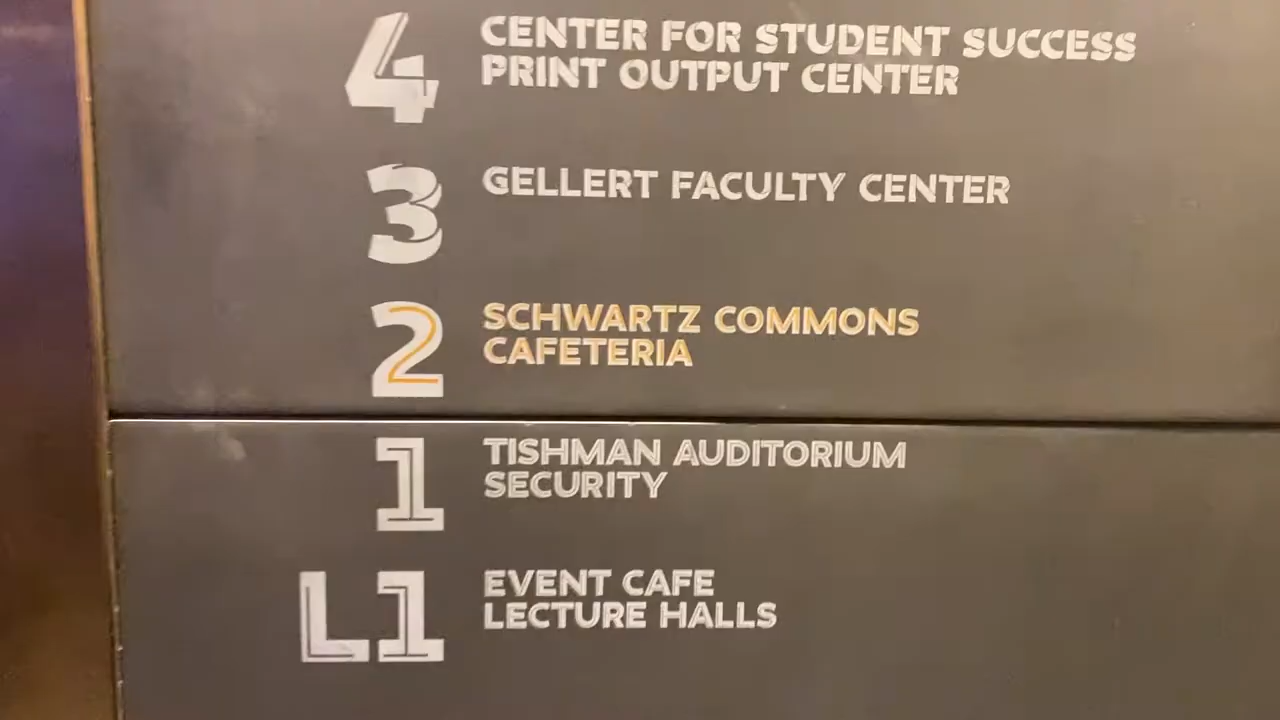 4 CENTER FOR STUDENT SUCCESS
PRINT OUTPUT CENTER
3 GELLERT FACULTY CENTER
2 SCHWARTZ COMMONS
CAFETERIA
1 TISHMAN AUDITORIUM
SECURITY
L1 EVENT CAFE
LECTURE HALLS